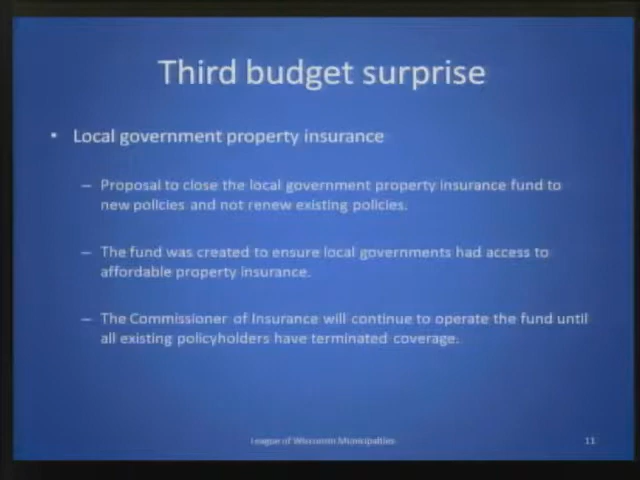 Third budget surprise
• Local government property insurance
– Proposal to close the local government property insurance fund to
new policies and not renew existing policies.
– The fund was created to ensure local governments had access to
affordable property insurance.
– The Commissioner of Insurance will continue to operate the fund until
all existing policyholders have terminated coverage.
League of Wisconsin Municipalties
11